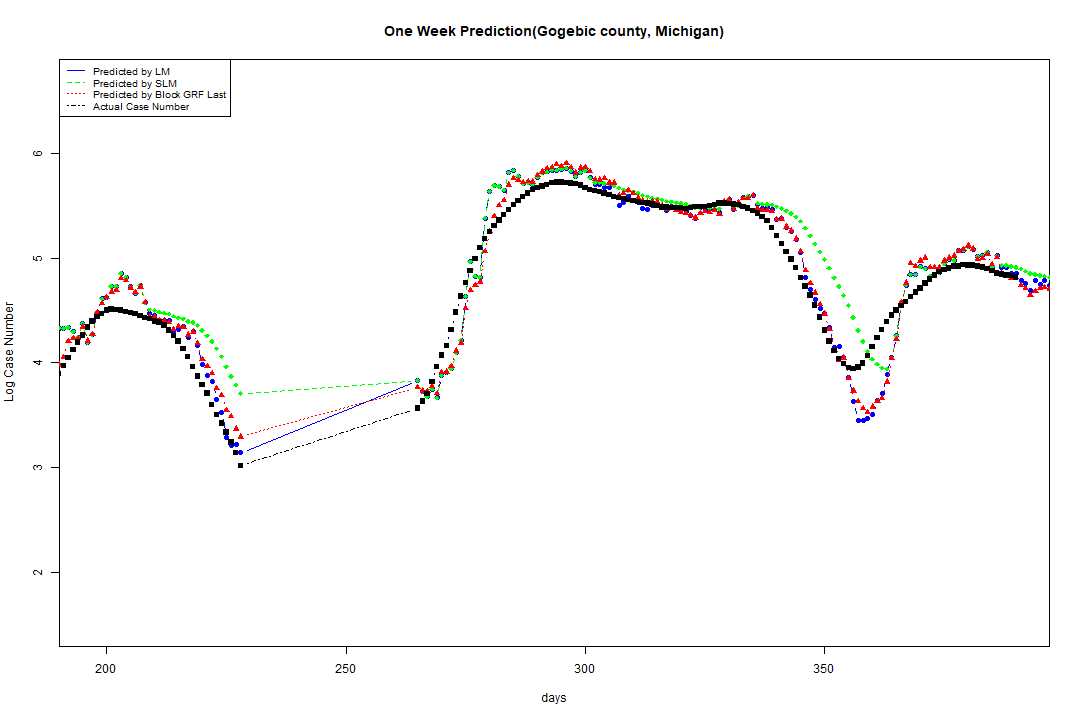 One Week Prediction(Gogebic county, Michigan)
Predicted by LM
Predicted by SLM
Predicted by Block GRF Last
Actual Case Number
6
5
4
3
2
Log Case Number
200 250 300 350
days